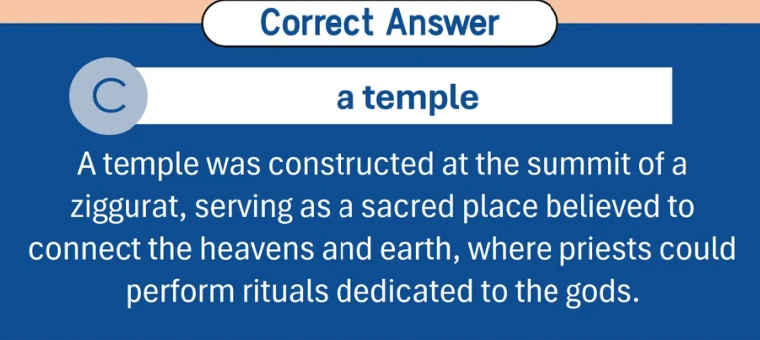 Correct Answer
C
a temple
A temple was constructed at the summit of a
ziggurat, serving as a sacred place believed to
connect the heavens and earth, where priests could
perform rituals dedicated to the gods.